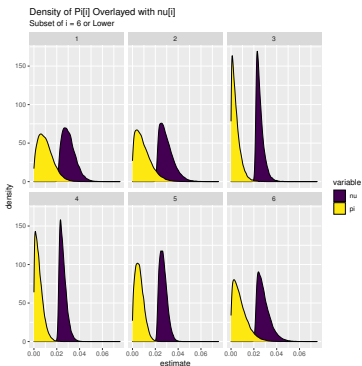 Density of Pi[i] Overlayed with nu[i]
Subset of i = 6 or Lower
1 2 3
150-
100-
50-
0-
density
variable
nu
pi
4 5 6
150-
100-
50-
0-
0.00 0.02 0.04 0.06 0.00 0.02 0.04 0.06 0.00 0.02 0.04 0.06
estimate